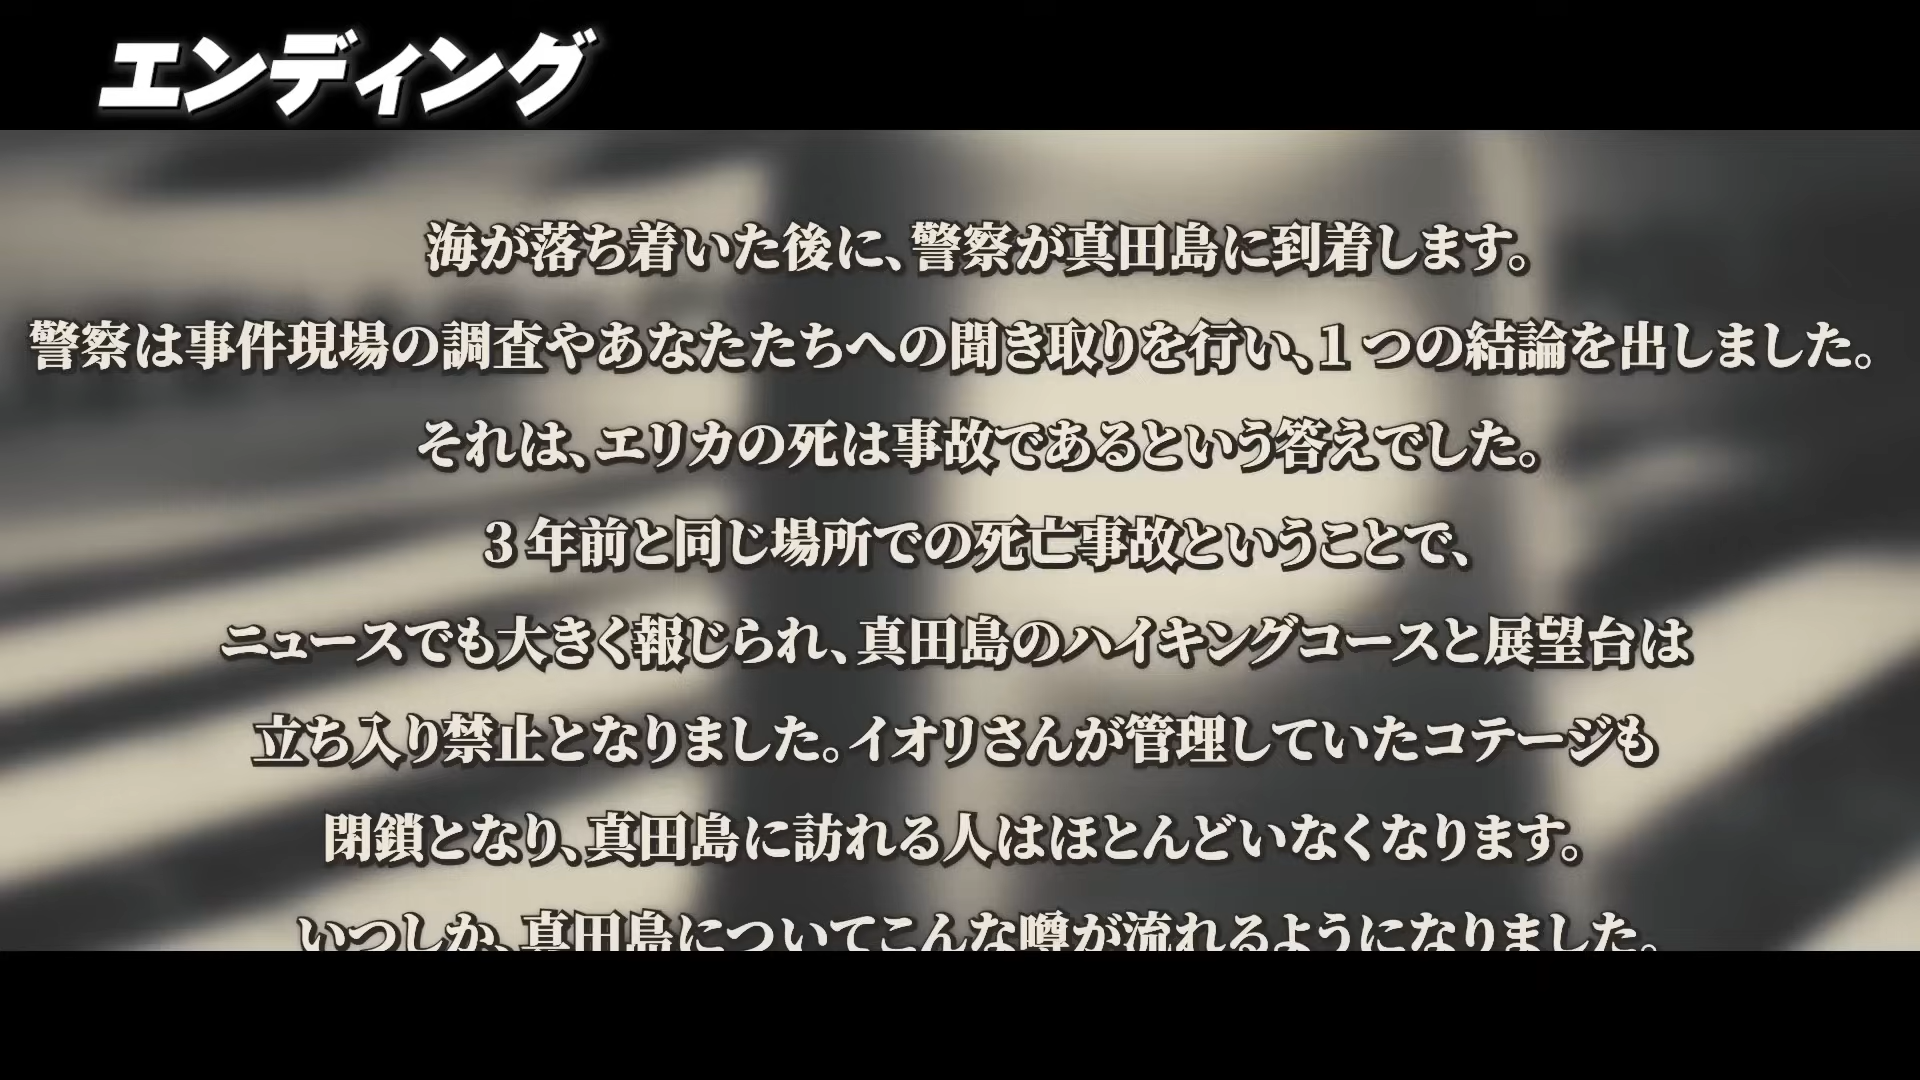 エンディング
海が落ち着いた後に、警察が真田島に到着します。
警察は事件現場の調査やあなたたちへの聞き取りを行い、1つの結論を出しました。
それは、エリカの死は事故であるという答えでした。
3年前と同じ場所での死亡事故ということで、
ニュースでも大きく報じられ、真田島のハイキングコースと展望台は
立ち入り禁止となりました。イオリさんが管理していたコテージも
閉鎖となり、真田島に訪れる人はほとんどいなくなります。
いつしか、真田島についてこんな噂が流れるようになりました。